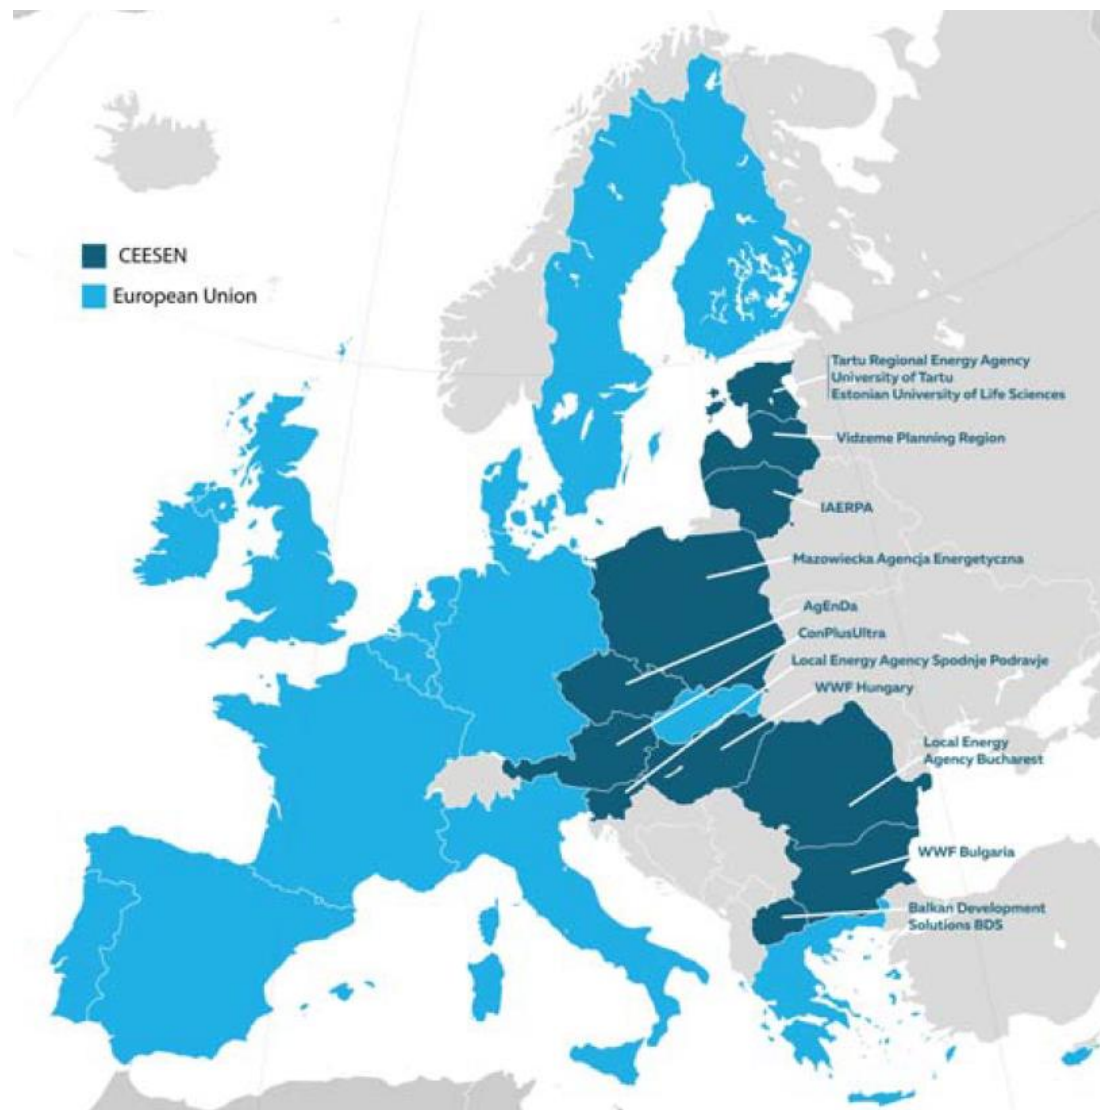 CEESEN
European Union
Tartu Regional Energy Agency
University of Tartu
Estonian University of Life Sciences
Vidzeme Planning Region
IAERPA
Mazowiecka Agencja Energetyczna
AgEnDa
ConPlusUltra
Local Energy Agency Spodnje Podravje
WWF Hungary
Local Energy
Agency Bucharest
WWF Bulgaria
Balkan Development
Solutions BDS